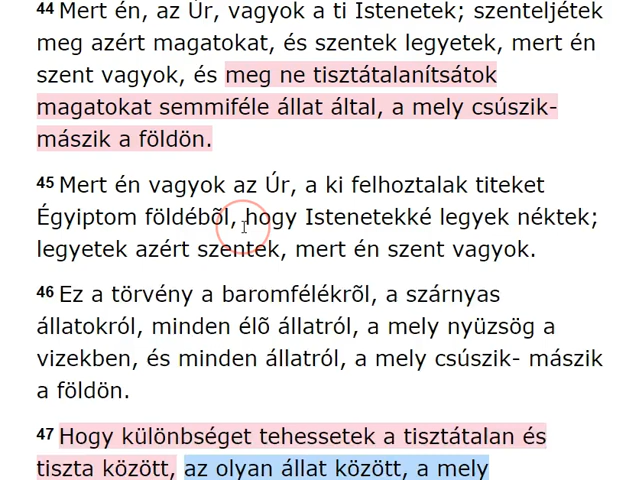 44 Mert én, az Úr, vagyok a ti Istenetek; szenteljétek
meg azért magatokat, és szentek legyetek, mert én
szent vagyok, és meg ne tisztátalanítsátok
magatokat semmiféle állat által, a mely csúszik-
mászik a földön.
45 Mert én vagyok az Úr, a ki felhoztalak titeket
Égyiptom földébõl, hogy Istenetekké legyek néktek;
legyetek azért szentek, mert én szent vagyok.
46 Ez a törvény a baromfélékrõl, a szárnyas
állatokról, minden élõ állatról, a mely nyüzsög a
vizekben, és minden állatról, a mely csúszik- mászik
a földön.
47 Hogy különbséget tehessetek a tisztátalan és
tiszta között, az olyan állat között, a mely